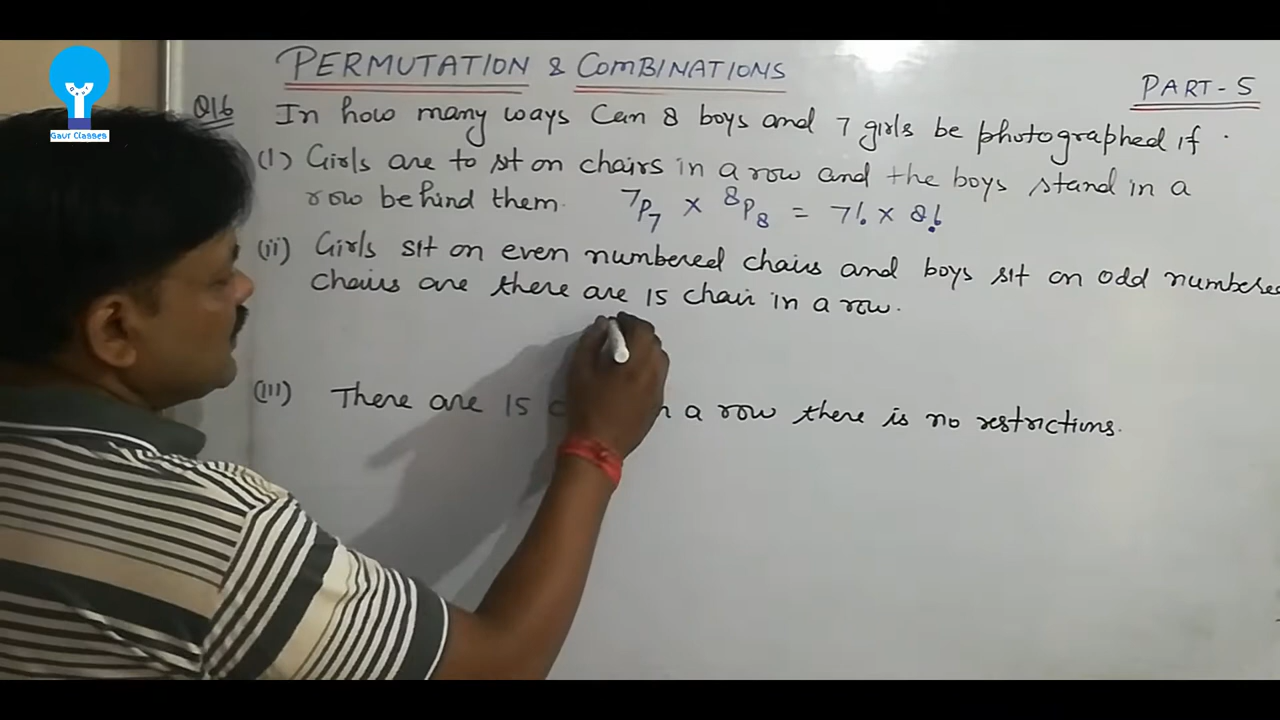 Gaur Classes
PERMUTATION & COMBINATIONS
PART-5
Q16 In how many ways Can 8 boys and 7 girls be photographed if
(I) Girls are to sit on chairs in a row and the boys stand in a
row behind them. ⁷P₇ × ⁸P₈ = 7! × 8!
(ii) Girls sit on even numbered chairs and boys sit on odd numbered
chairs are there are 15 chair in a row.
(III) There are 15 in a row there is no restrictions.